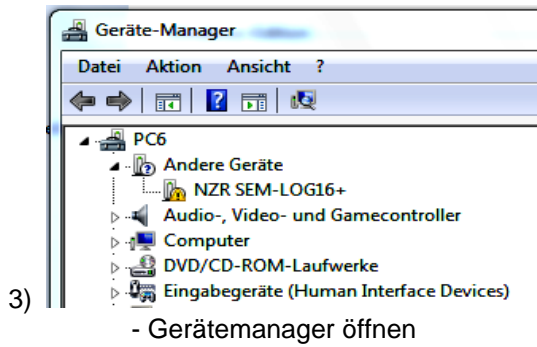 Geräte-Manager
Datei Aktion Ansicht ?
PC6
Andere Geräte
NZR SEM-LOG16+
Audio-, Video- und Gamecontroller
Computer
DVD/CD-ROM-Laufwerke
Eingabegeräte (Human Interface Devices)
3)
- Gerätemanager öffnen